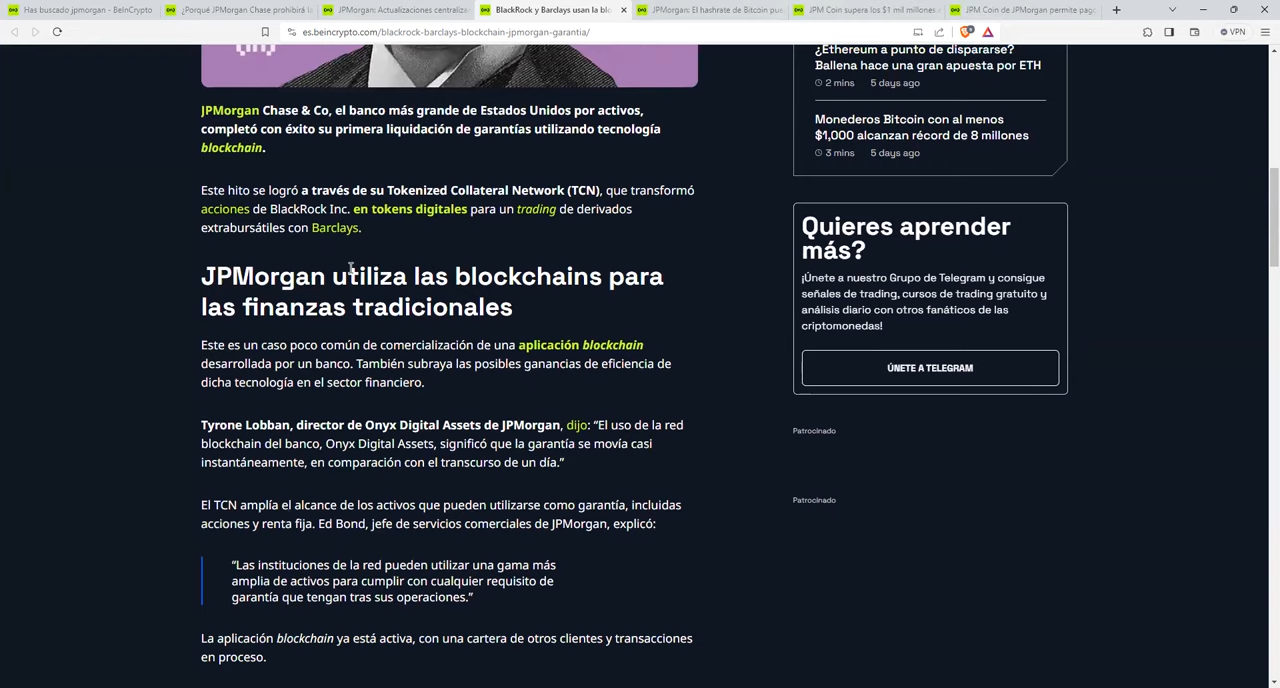 Has buscado jpmorgan - BeInCrypto
¿Porqué JPMorgan Chase prohibirá l
JPMorgan: Actualizaciones centraliz
BlackRock y Barclays usan la blo
JPMorgan: El hashrate de Bitcoin pue
JPM Coin supera los $1 mil millones
JPM Coin de JPMorgan permite pag
es.beincrypto.com/blackrock-barclays-blockchain-jpmorgan-garantia/
VPN
JPMorgan Chase & Co, el banco más grande de Estados Unidos por activos,
completó con éxito su primera liquidación de garantías utilizando tecnología
blockchain.
Este hito se logró a través de su Tokenized Collateral Network (TCN), que transformó
acciones de BlackRock Inc. en tokens digitales para un trading de derivados
extrabursátiles con Barclays.
JPMorgan utiliza las blockchains para
las finanzas tradicionales
Este es un caso poco común de comercialización de una aplicación blockchain
desarrollada por un banco. También subraya las posibles ganancias de eficiencia de
dicha tecnología en el sector financiero.
Tyrone Lobban, director de Onyx Digital Assets de JPMorgan, dijo: “El uso de la red
blockchain del banco, Onyx Digital Assets, significó que la garantía se movía casi
instantáneamente, en comparación con el transcurso de un día.”
El TCN amplía el alcance de los activos que pueden utilizarse como garantía, incluidas
acciones y renta fija. Ed Bond, jefe de servicios comerciales de JPMorgan, explicó:
“Las instituciones de la red pueden utilizar una gama más
amplia de activos para cumplir con cualquier requisito de
garantía que tengan tras sus operaciones.”
La aplicación blockchain ya está activa, con una cartera de otros clientes y transacciones
en proceso.
¿Ethereum a punto de dispararse?
Ballena hace una gran apuesta por ETH
2 mins 5 days ago
Monederos Bitcoin con al menos
$1,000 alcanzan récord de 8 millones
3 mins 5 days ago
Quieres aprender
más?
¡Únete a nuestro Grupo de Telegram y consigue
señales de trading, cursos de trading gratuito y
análisis diario con otros fanáticos de las
criptomonedas!
ÚNETE A TELEGRAM
Patrocinado
Patrocinado